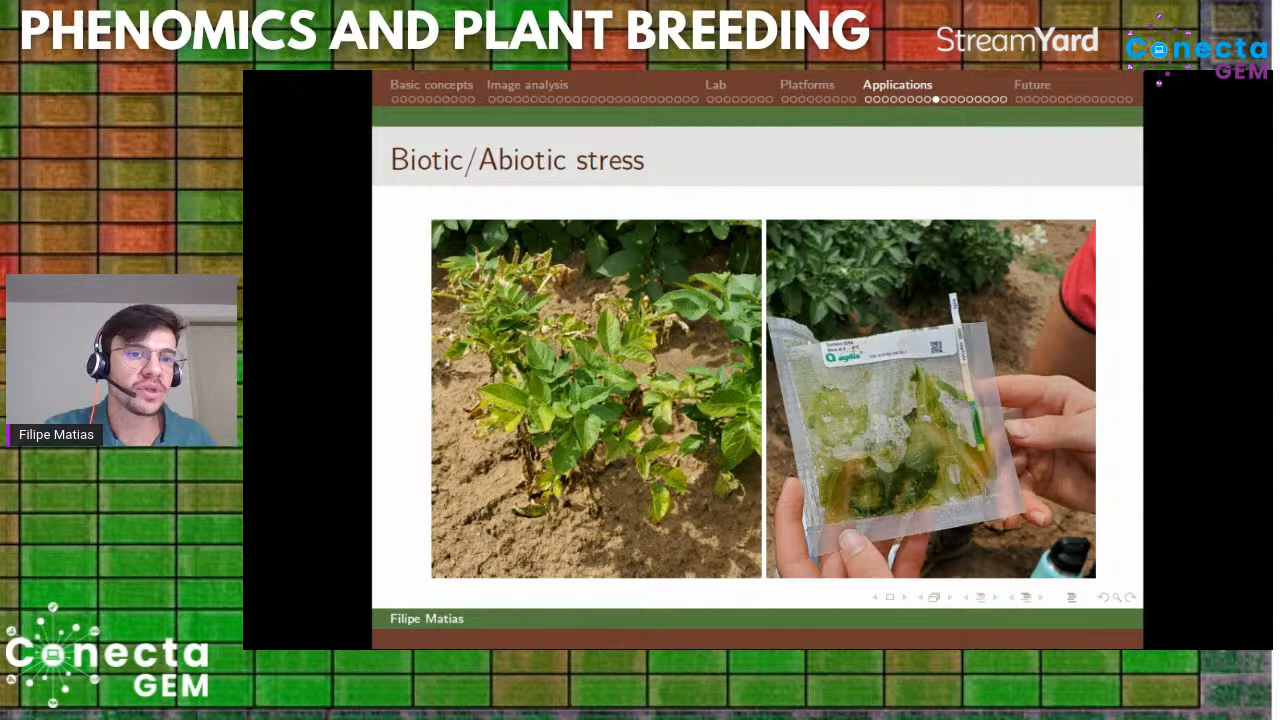 PHENOMICS AND PLANT BREEDING
StreamYard
Conecta
GEM
Basic concepts Image analysis Lab Platforms Applications Future
Biotic/Abiotic stress
agdia
Filipe Matias
Filipe Matias
Conecta
GEM